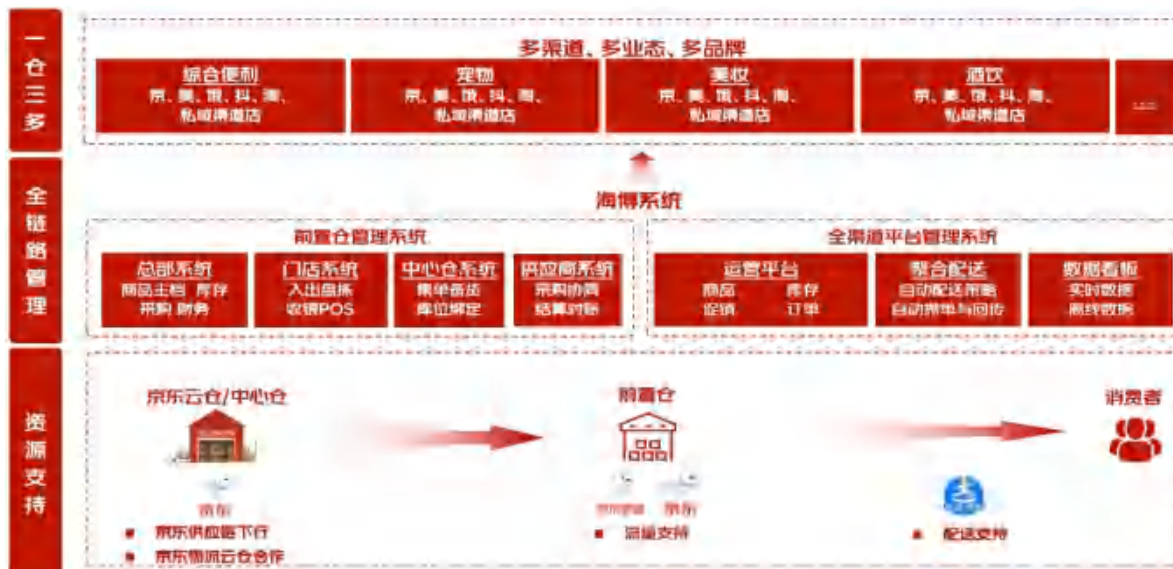 一仓三多
多渠道、多业态、多品牌
综合便利
京、美、饿、抖、淘、
私域渠道店
宠物
京、美、饿、抖、淘、
私域渠道店
美妆
京、美、饿、抖、淘、
私域渠道店
酒饮
京、美、饿、抖、淘、
私域渠道店
……
全链路管理
海博系统
前置仓管理系统
总部系统
商品主档 库存
采购 财务
门店系统
入出盘拣
收银POS
中心仓系统
集单备货
库位绑定
供应商系统
采购协同
结算对账
全渠道平台管理系统
运营平台
商品 库存
促销 订单
聚合配送
自动配送策略
自动拣单与回传
数据看板
实时数据
离线数据
资源支持
京东云仓/中心仓
京东
京东供应链下行
京东物流云仓合作
前置仓
京东
流量支持
配送支持
消费者